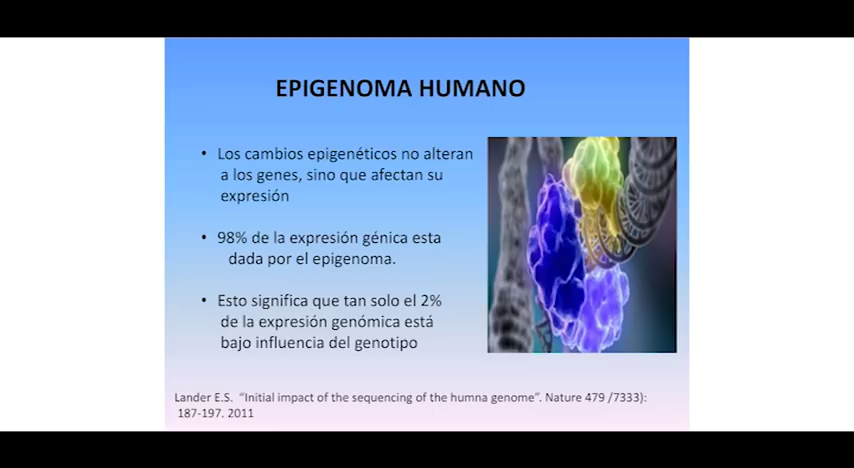 EPIGENOMA HUMANO
• Los cambios epigenéticos no alteran
a los genes, sino que afectan su
expresión
• 98% de la expresión génica esta
dada por el epigenoma.
• Esto significa que tan solo el 2%
de la expresión genómica está
bajo influencia del genotipo
Lander E.S. “Initial impact of the sequencing of the humna genome”. Nature 479 /7333):
187-197. 2011